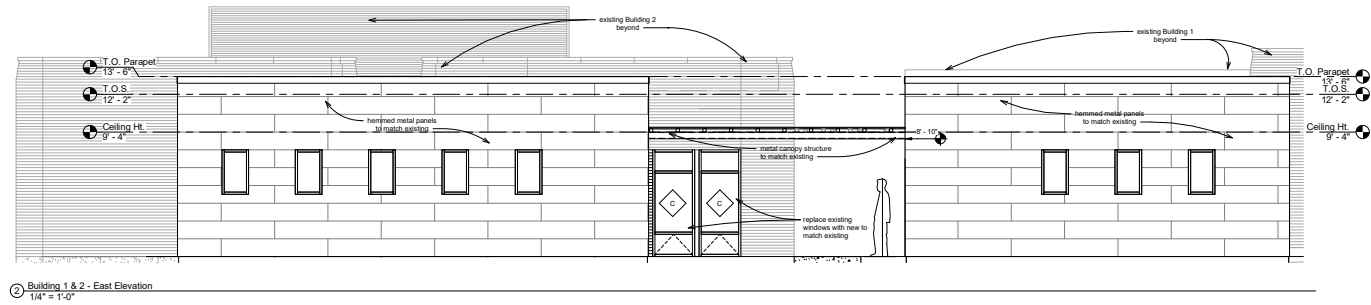 existing Building 2
beyond
existing Building 1
beyond
T.O. Parapet
13' - 6"
T.O. Parapet
13' - 6"
T.O.S.
12' - 2"
T.O.S.
12' - 2"
hemmed metal panels
to match existing
hemmed metal panels
to match existing
Ceiling Ht.
9' - 4"
8' - 10"
Ceiling Ht.
9' - 4"
metal canopy structure
to match existing
C
C
replace existing
windows with new to
match existing
2
Building 1 & 2 - East Elevation
1/4" = 1'-0"